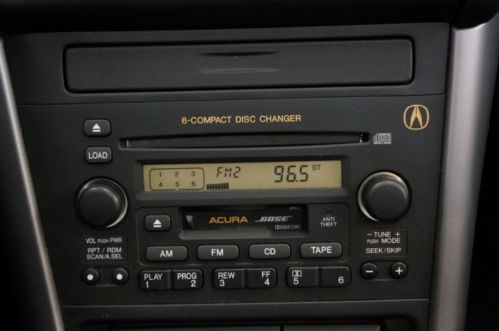 6-COMPACT DISC CHANGER
LOAD
1 2 3
4 5 6
FM2
96.5 ST
ACURA
BOSE
ANTI THEFT
VOL PUSH PWR
− TUNE +
PUSH MODE
RPT / RDM
SCAN/A.SEL
AM
FM
CD
TAPE
SEEK/SKIP
PLAY 1
PROG 2
REW 3
FF 4
5
6
− +